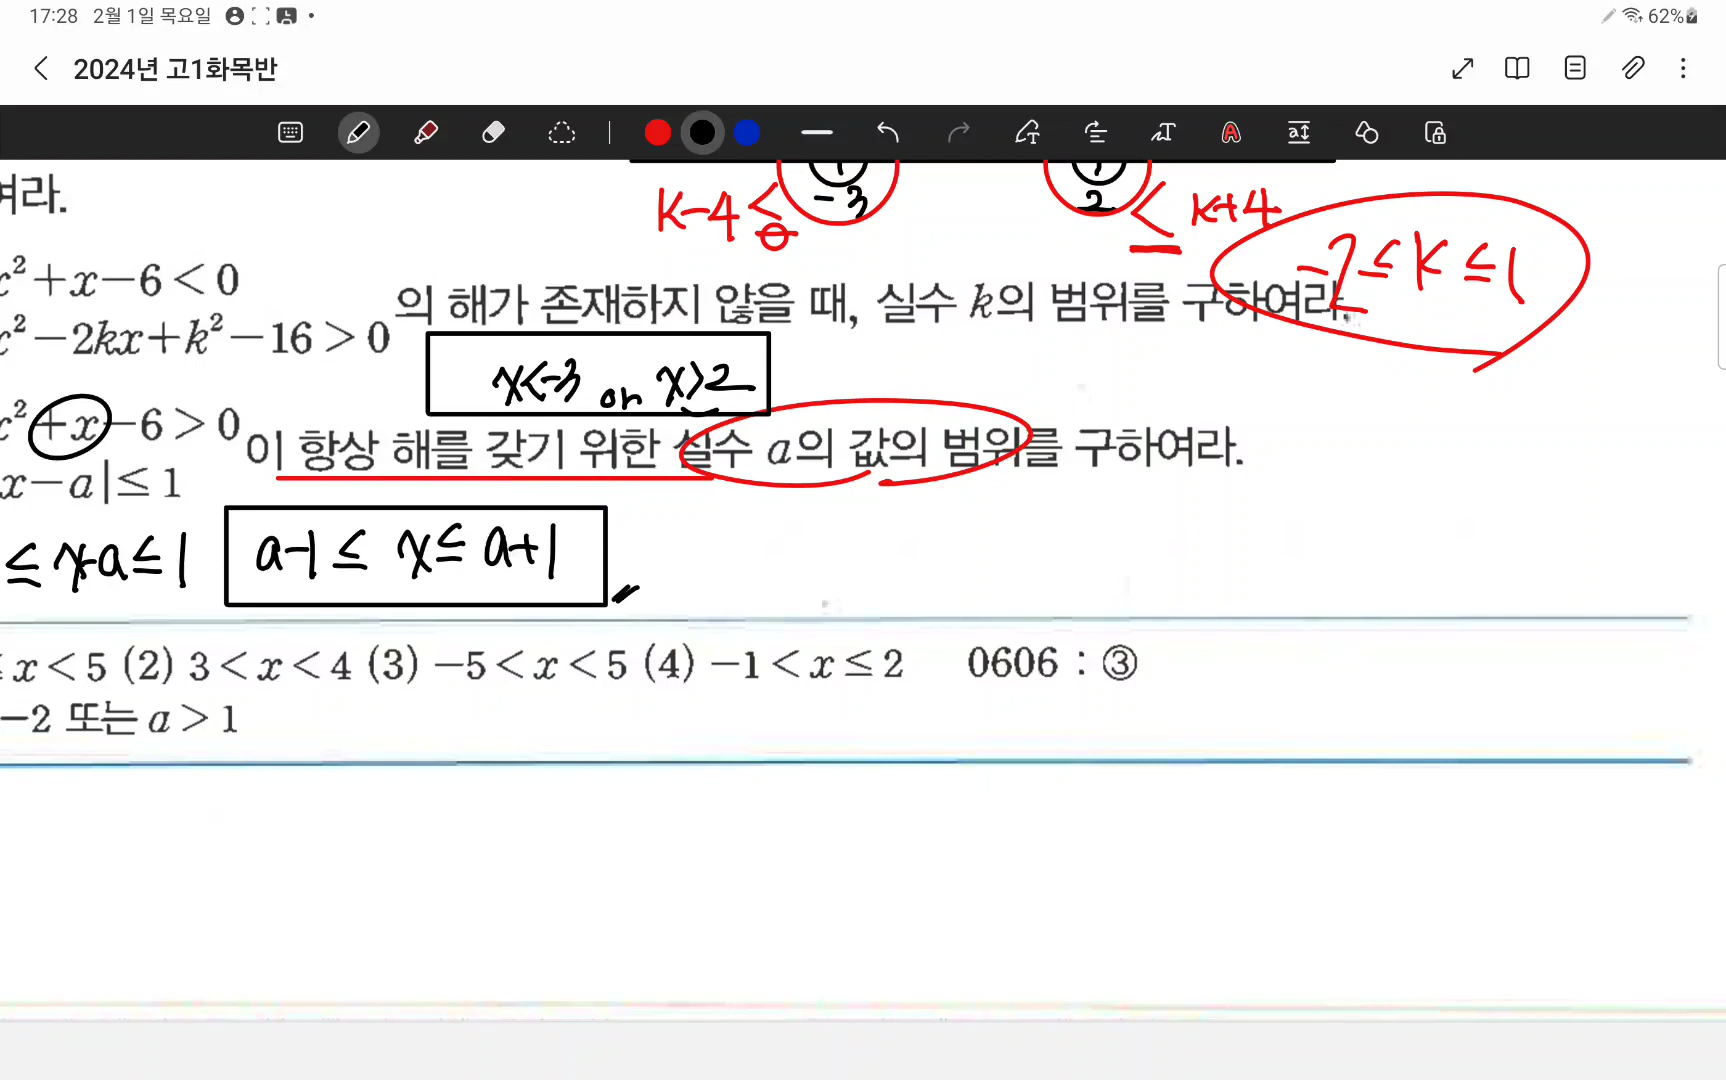 17:28 2월 1일 목요일 62%
2024년 고1화목반
여라.
-3 2
K-4 ≤ ≤ K+4
-2 ≤ K ≤ 1
x²+x-6<0
x²-2kx+k²-16>0 의 해가 존재하지 않을 때, 실수 k의 범위를 구하여라.
x<-3 or x>2
x²+x-6>0
x-a|≤1 이 항상 해를 갖기 위한 실수 a의 값의 범위를 구하여라.
≤ x-a ≤ 1 a-1 ≤ x ≤ a+1
x<5 (2) 3<x<4 (3) -5<x<5 (4) -1<x≤2 0606 : ③
-2 또는 a>1